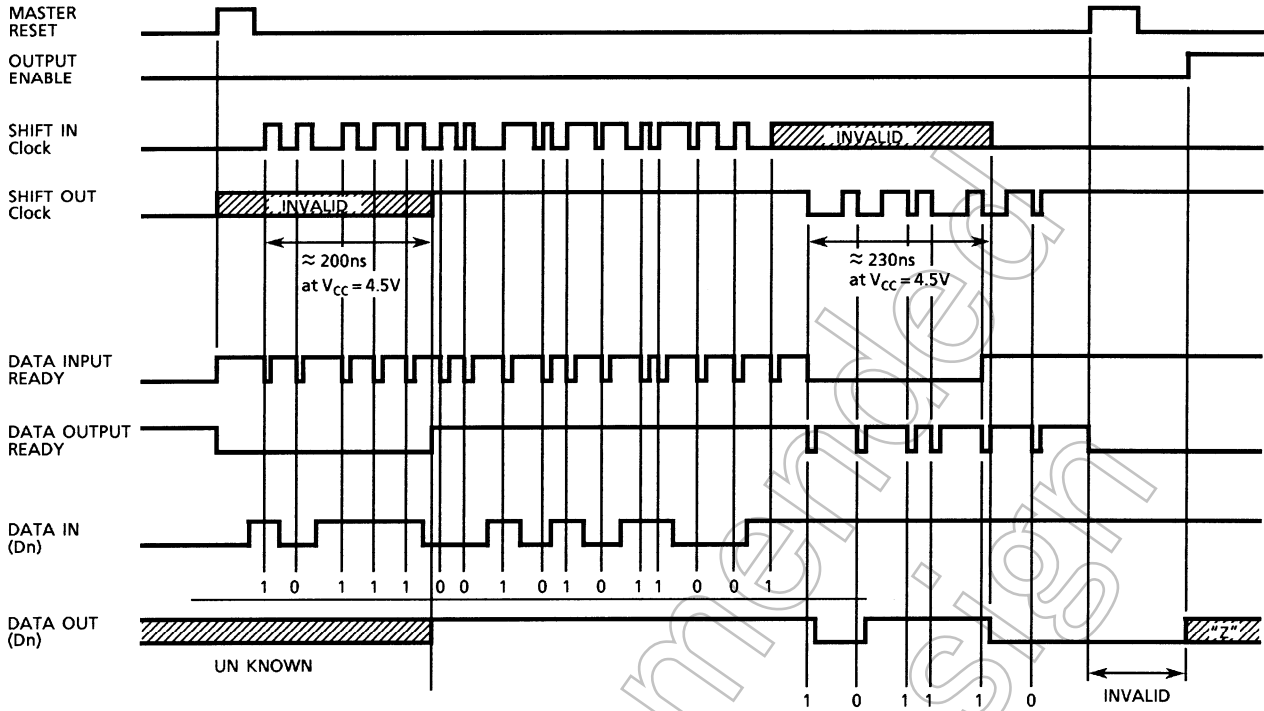 MASTER
RESET
OUTPUT
ENABLE
SHIFT IN
Clock
INVALID
SHIFT OUT
Clock
INVALID
≈ 200ns
at VCC = 4.5V
≈ 230ns
at VCC = 4.5V
DATA INPUT
READY
DATA OUTPUT
READY
DATA IN
(Dn)
1 0 1 1 1 0 0 1 0 1 0 1 1 0 0 1
DATA OUT
(Dn)
"Z"
UN KNOWN
1 0 1 1 1 0
INVALID
mended
sign